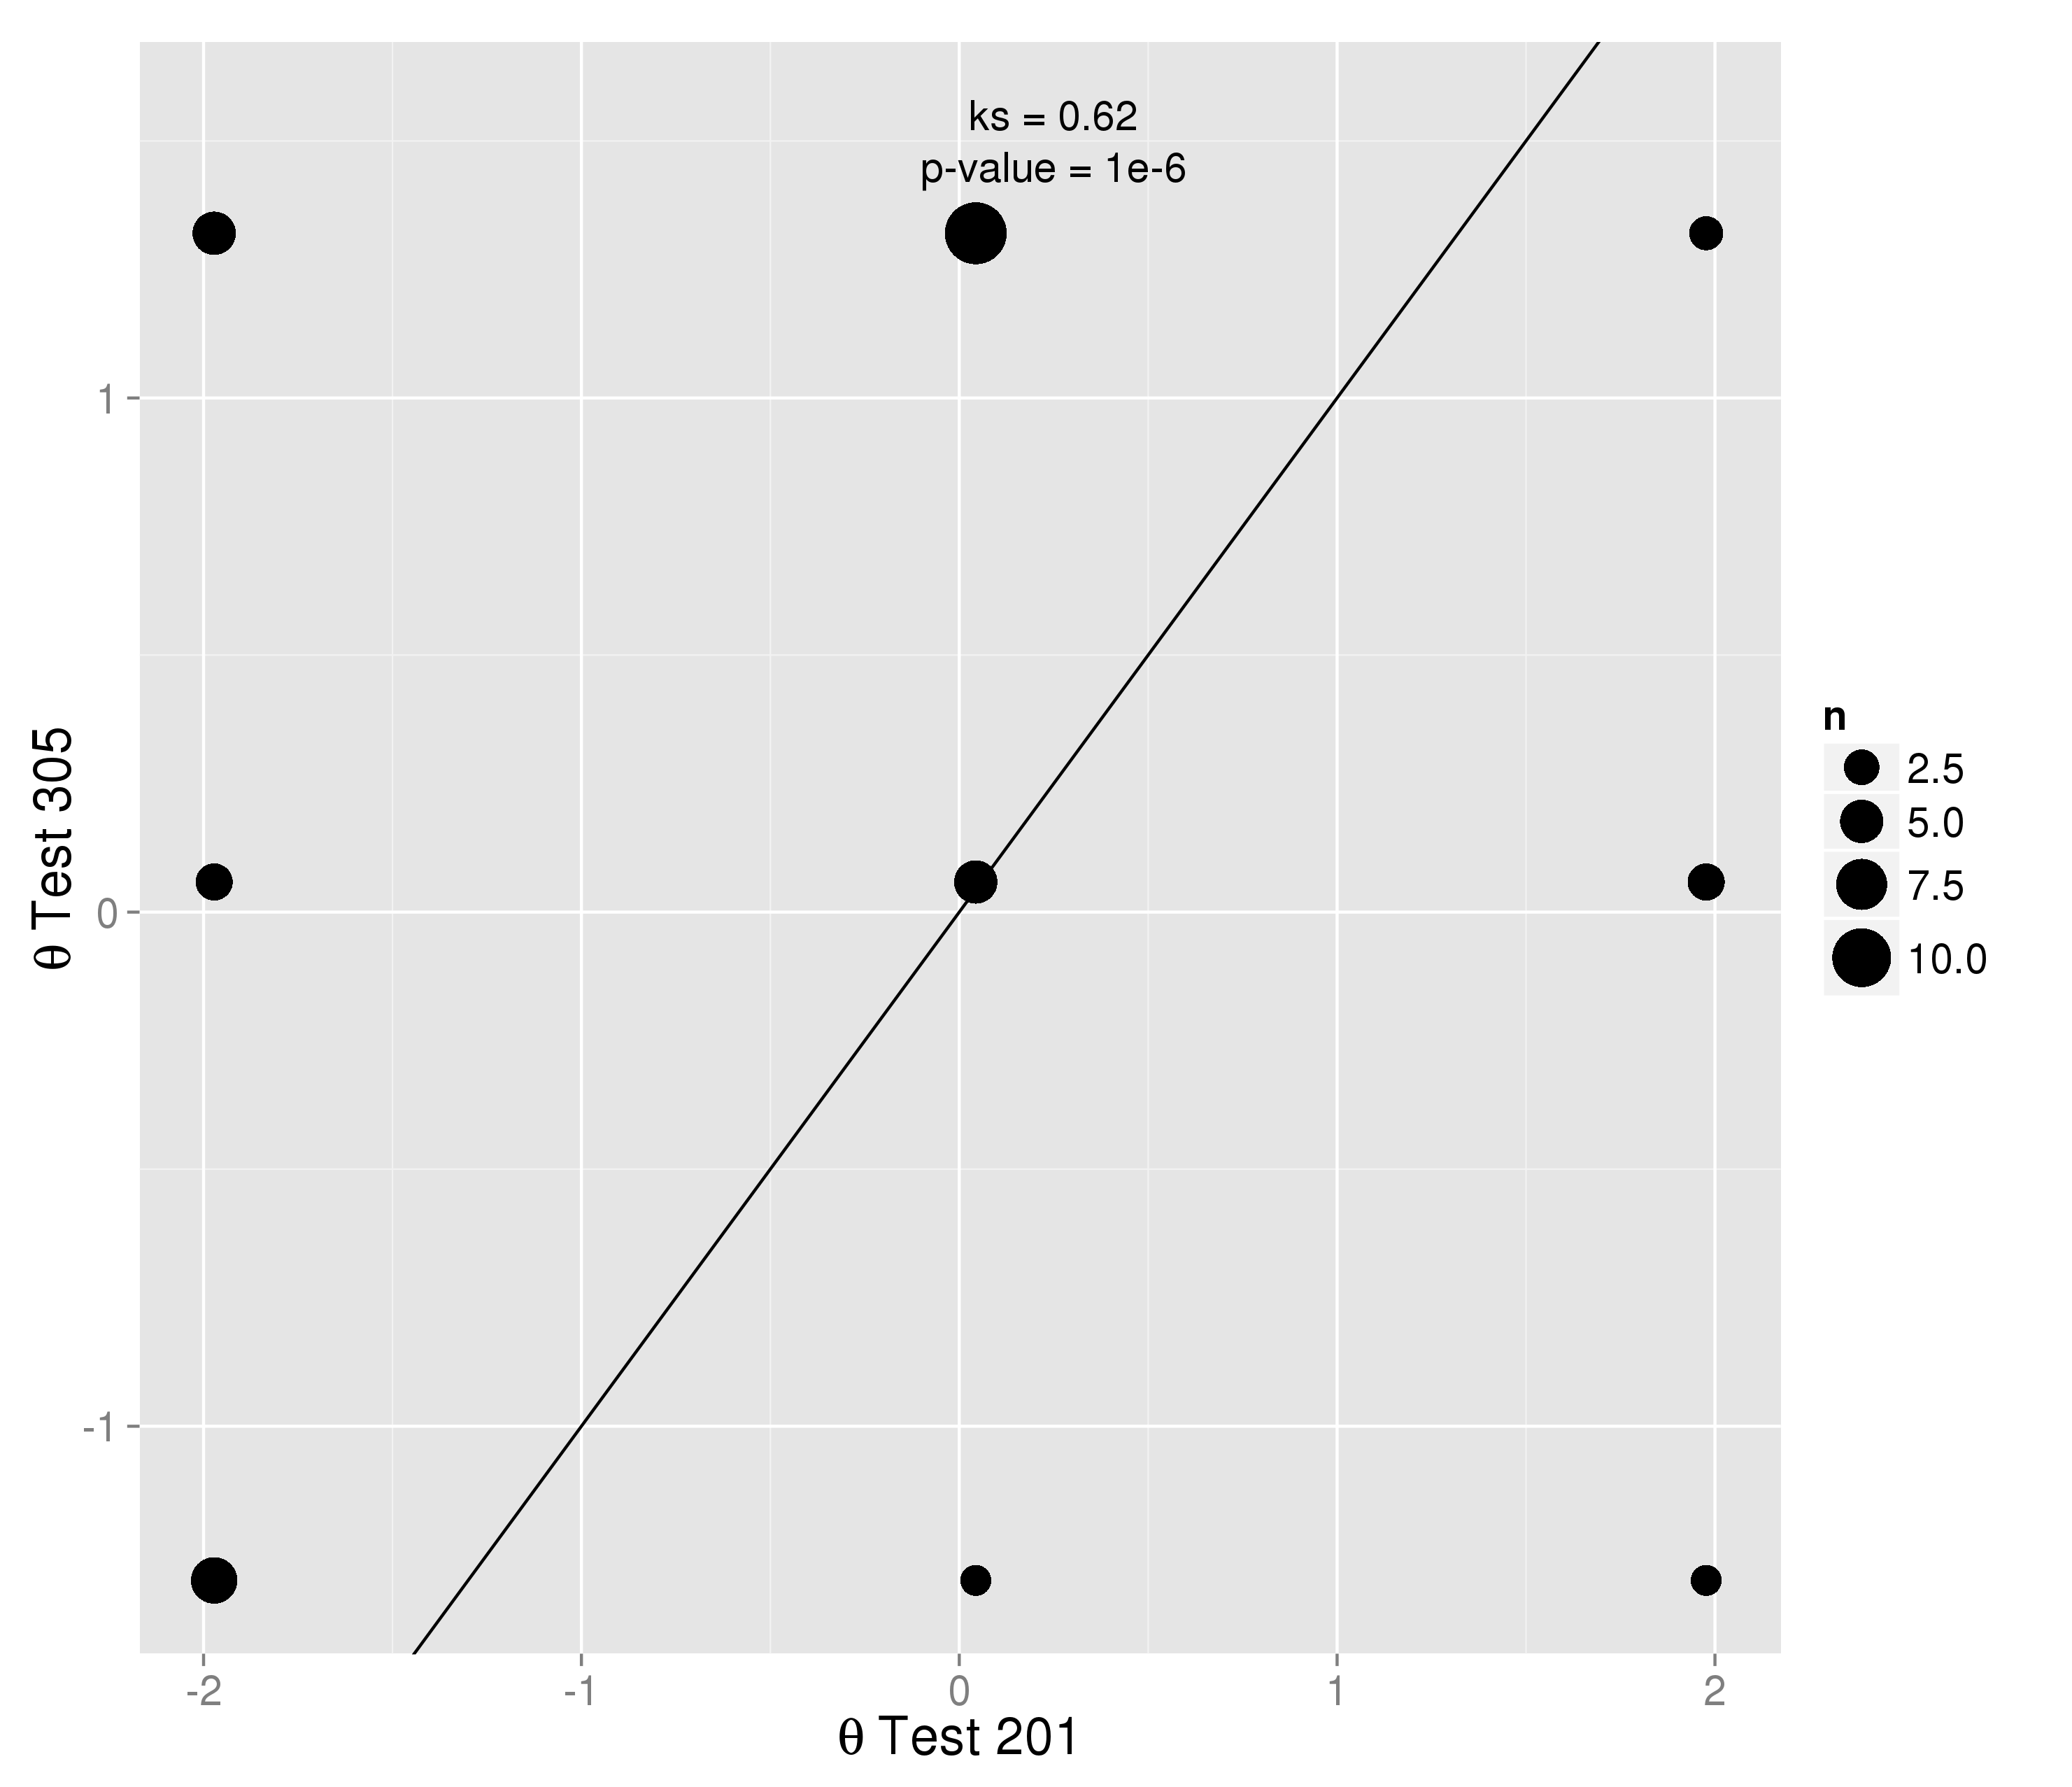 ks = 0.62
p-value = 1e-6
1
0
-1
θ Test 305
-2
-1
0
1
2
θ Test 201
n
2.5
5.0
7.5
10.0